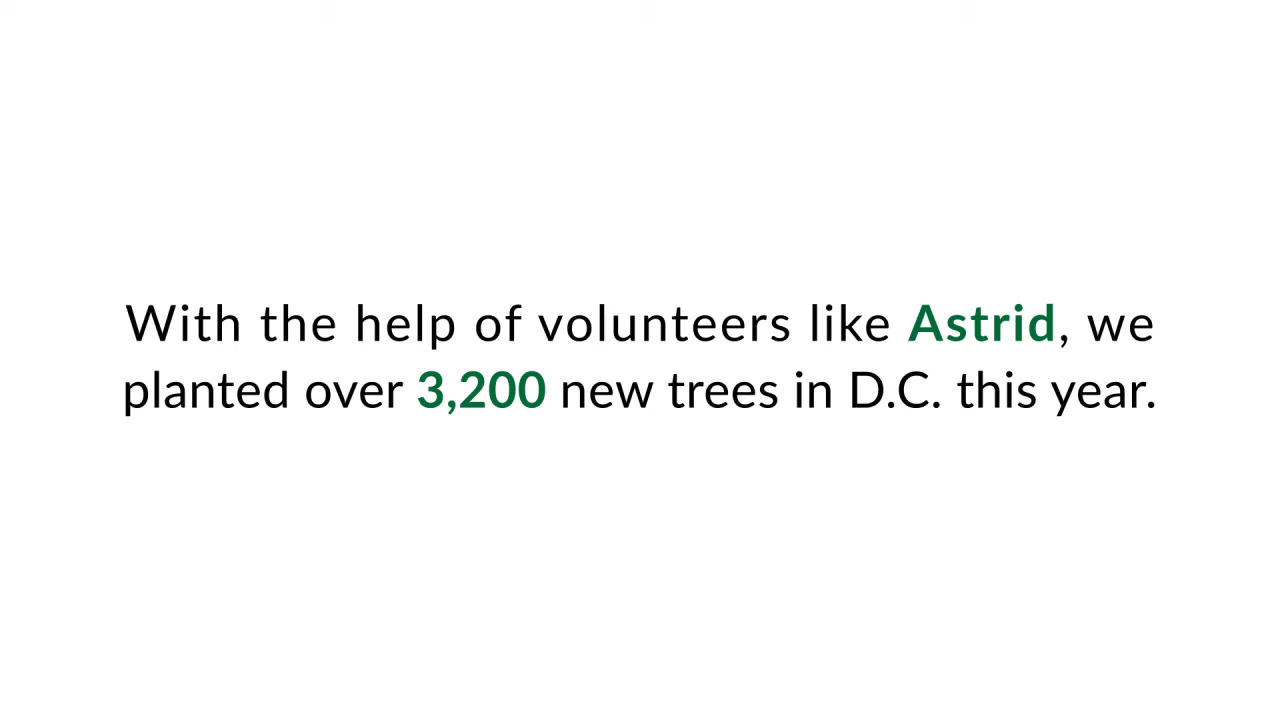 With the help of volunteers like Astrid, we
planted over 3,200 new trees in D.C. this year.